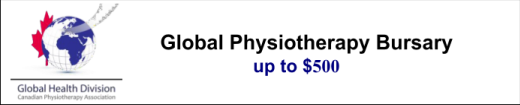 Global Physiotherapy Bursary
up to $500
Global Health Division
Canadian Physiotherapy Association